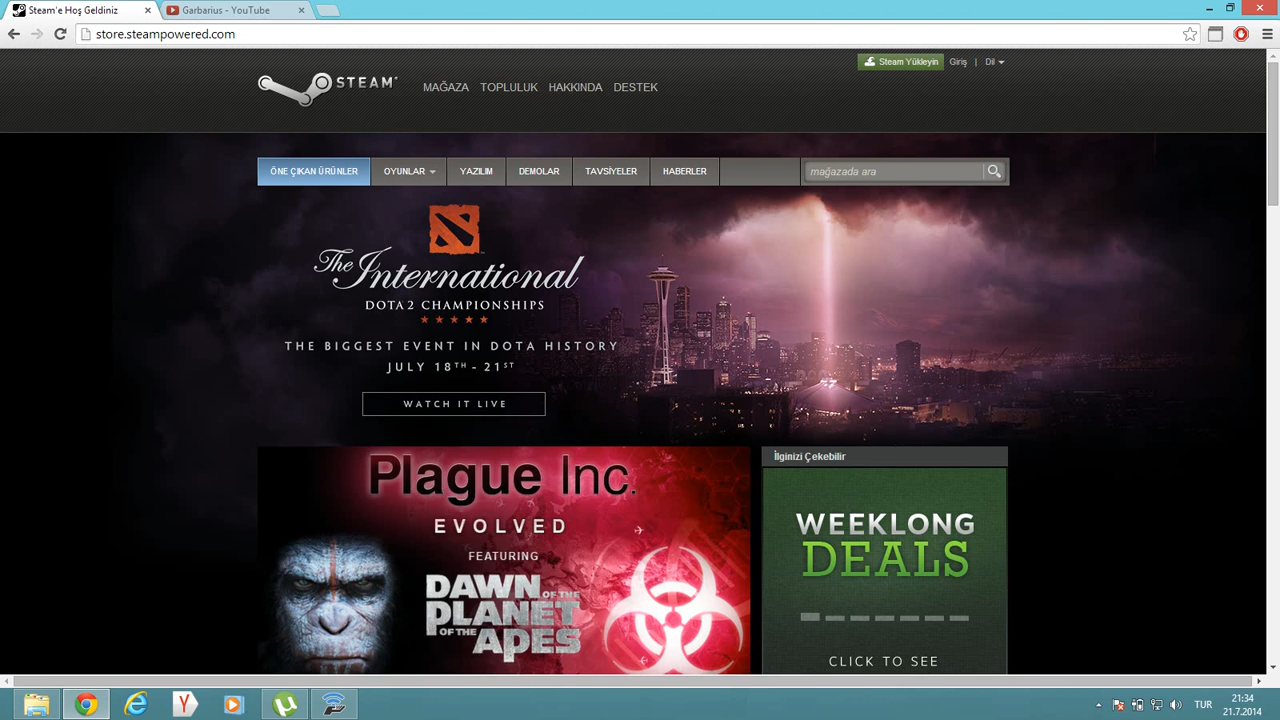 Steam'e Hoş Geldiniz
Garbarius - YouTube
store.steampowered.com
Steam Yükleyin
Giriş | Dil
STEAM
MAĞAZA TOPLULUK HAKKINDA DESTEK
ÖNE ÇIKAN ÜRÜNLER OYUNLAR YAZILIM DEMOLAR TAVSİYELER HABERLER
mağazada ara
The International
DOTA 2 CHAMPIONSHIPS
THE BIGGEST EVENT IN DOTA HISTORY
JULY 18TH - 21ST
WATCH IT LIVE
Plague Inc.
EVOLVED
FEATURING
DAWN OF THE
PLANET
OF THE APES
İlginizi Çekebilir
WEEKLONG
DEALS
CLICK TO SEE
TUR
21:34
21.7.2014